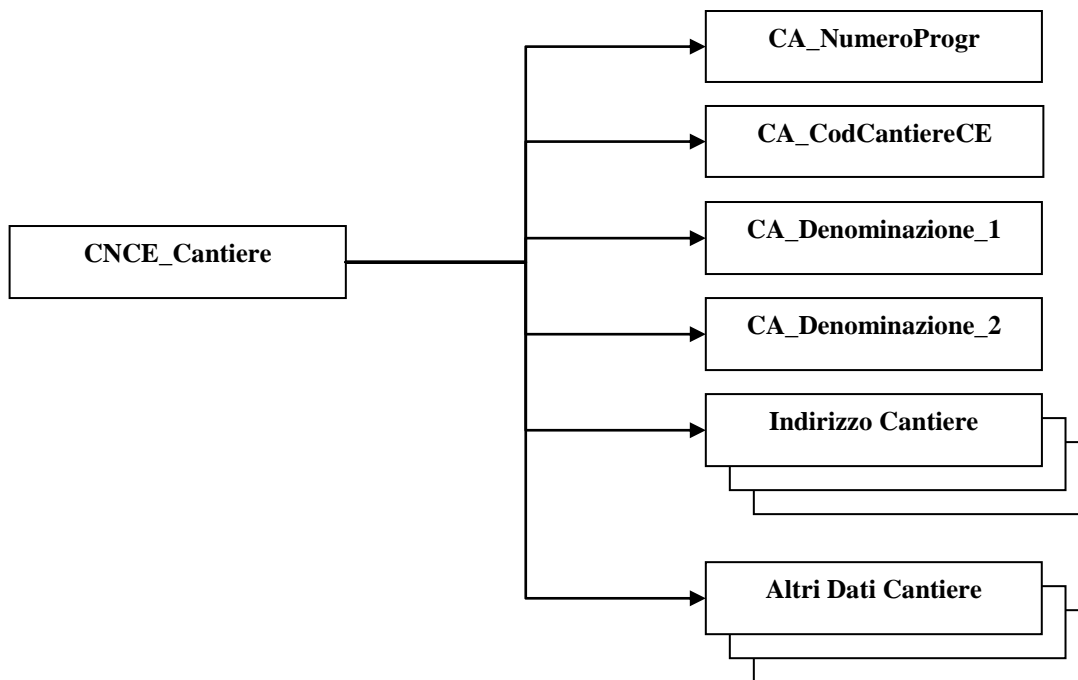 CA_NumeroProgr
CA_CodCantiereCE
CA_Denominazione_1
CNCE_Cantiere
CA_Denominazione_2
Indirizzo Cantiere
Altri Dati Cantiere